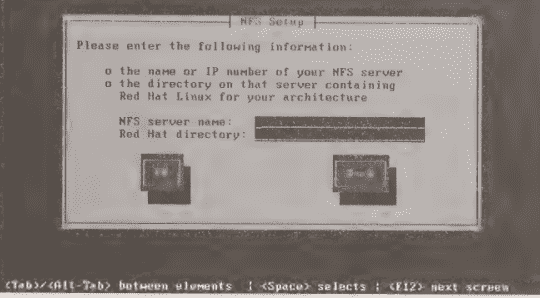 NFS Setup
Please enter the following information:
o the name or IP number of your NFS server
o the directory on that server containing
Red Hat Linux for your architecture
NFS server name:
Red Hat directory:
<Tab>/<Alt-Tab> between elements | <Space> selects | <F12> next screen